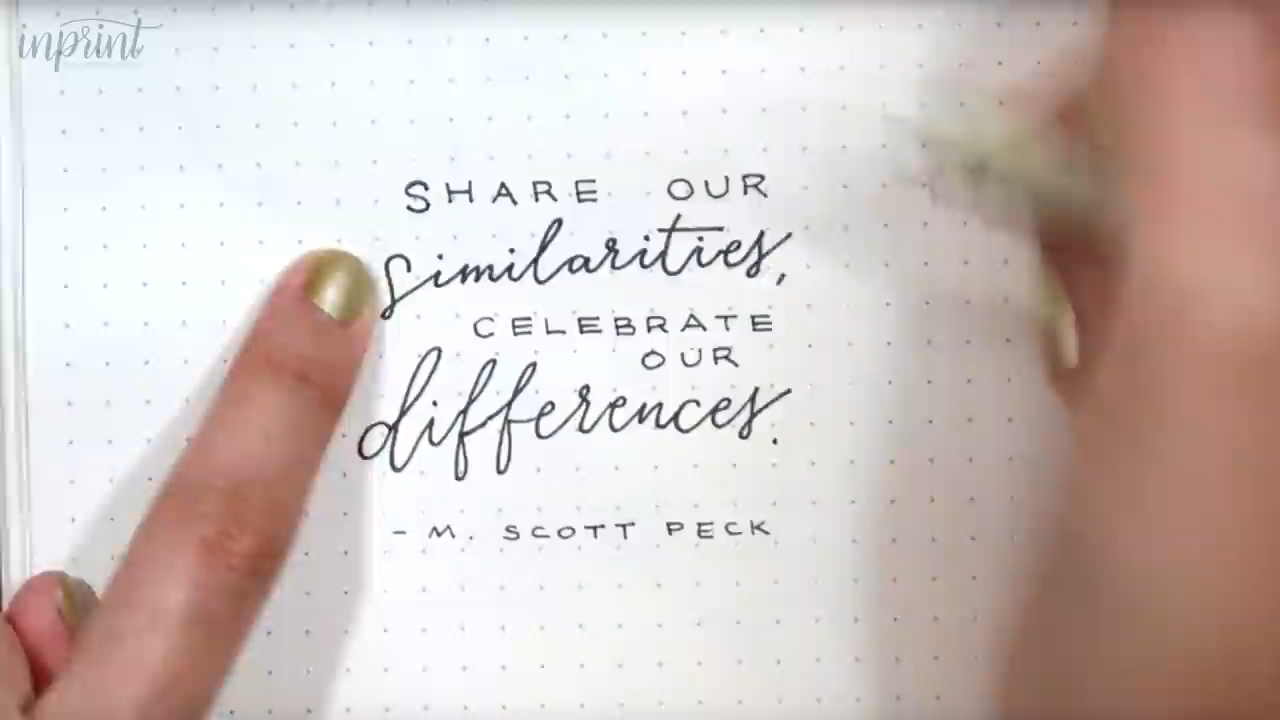 inprint
SHARE OUR
similarities,
CELEBRATE
OUR
differences.
- M. SCOTT PECK